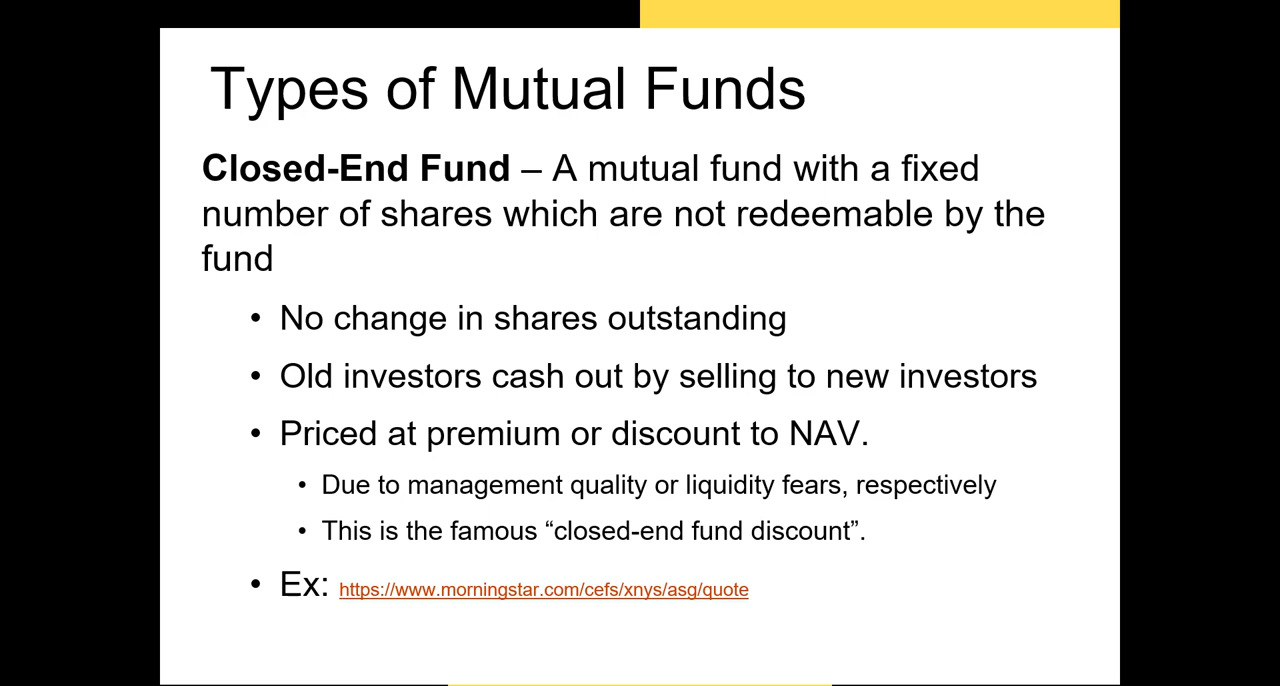 Types of Mutual Funds
Closed-End Fund – A mutual fund with a fixed
number of shares which are not redeemable by the
fund
• No change in shares outstanding
• Old investors cash out by selling to new investors
• Priced at premium or discount to NAV.
• Due to management quality or liquidity fears, respectively
• This is the famous “closed-end fund discount”.
• Ex: https://www.morningstar.com/cefs/xnys/asg/quote